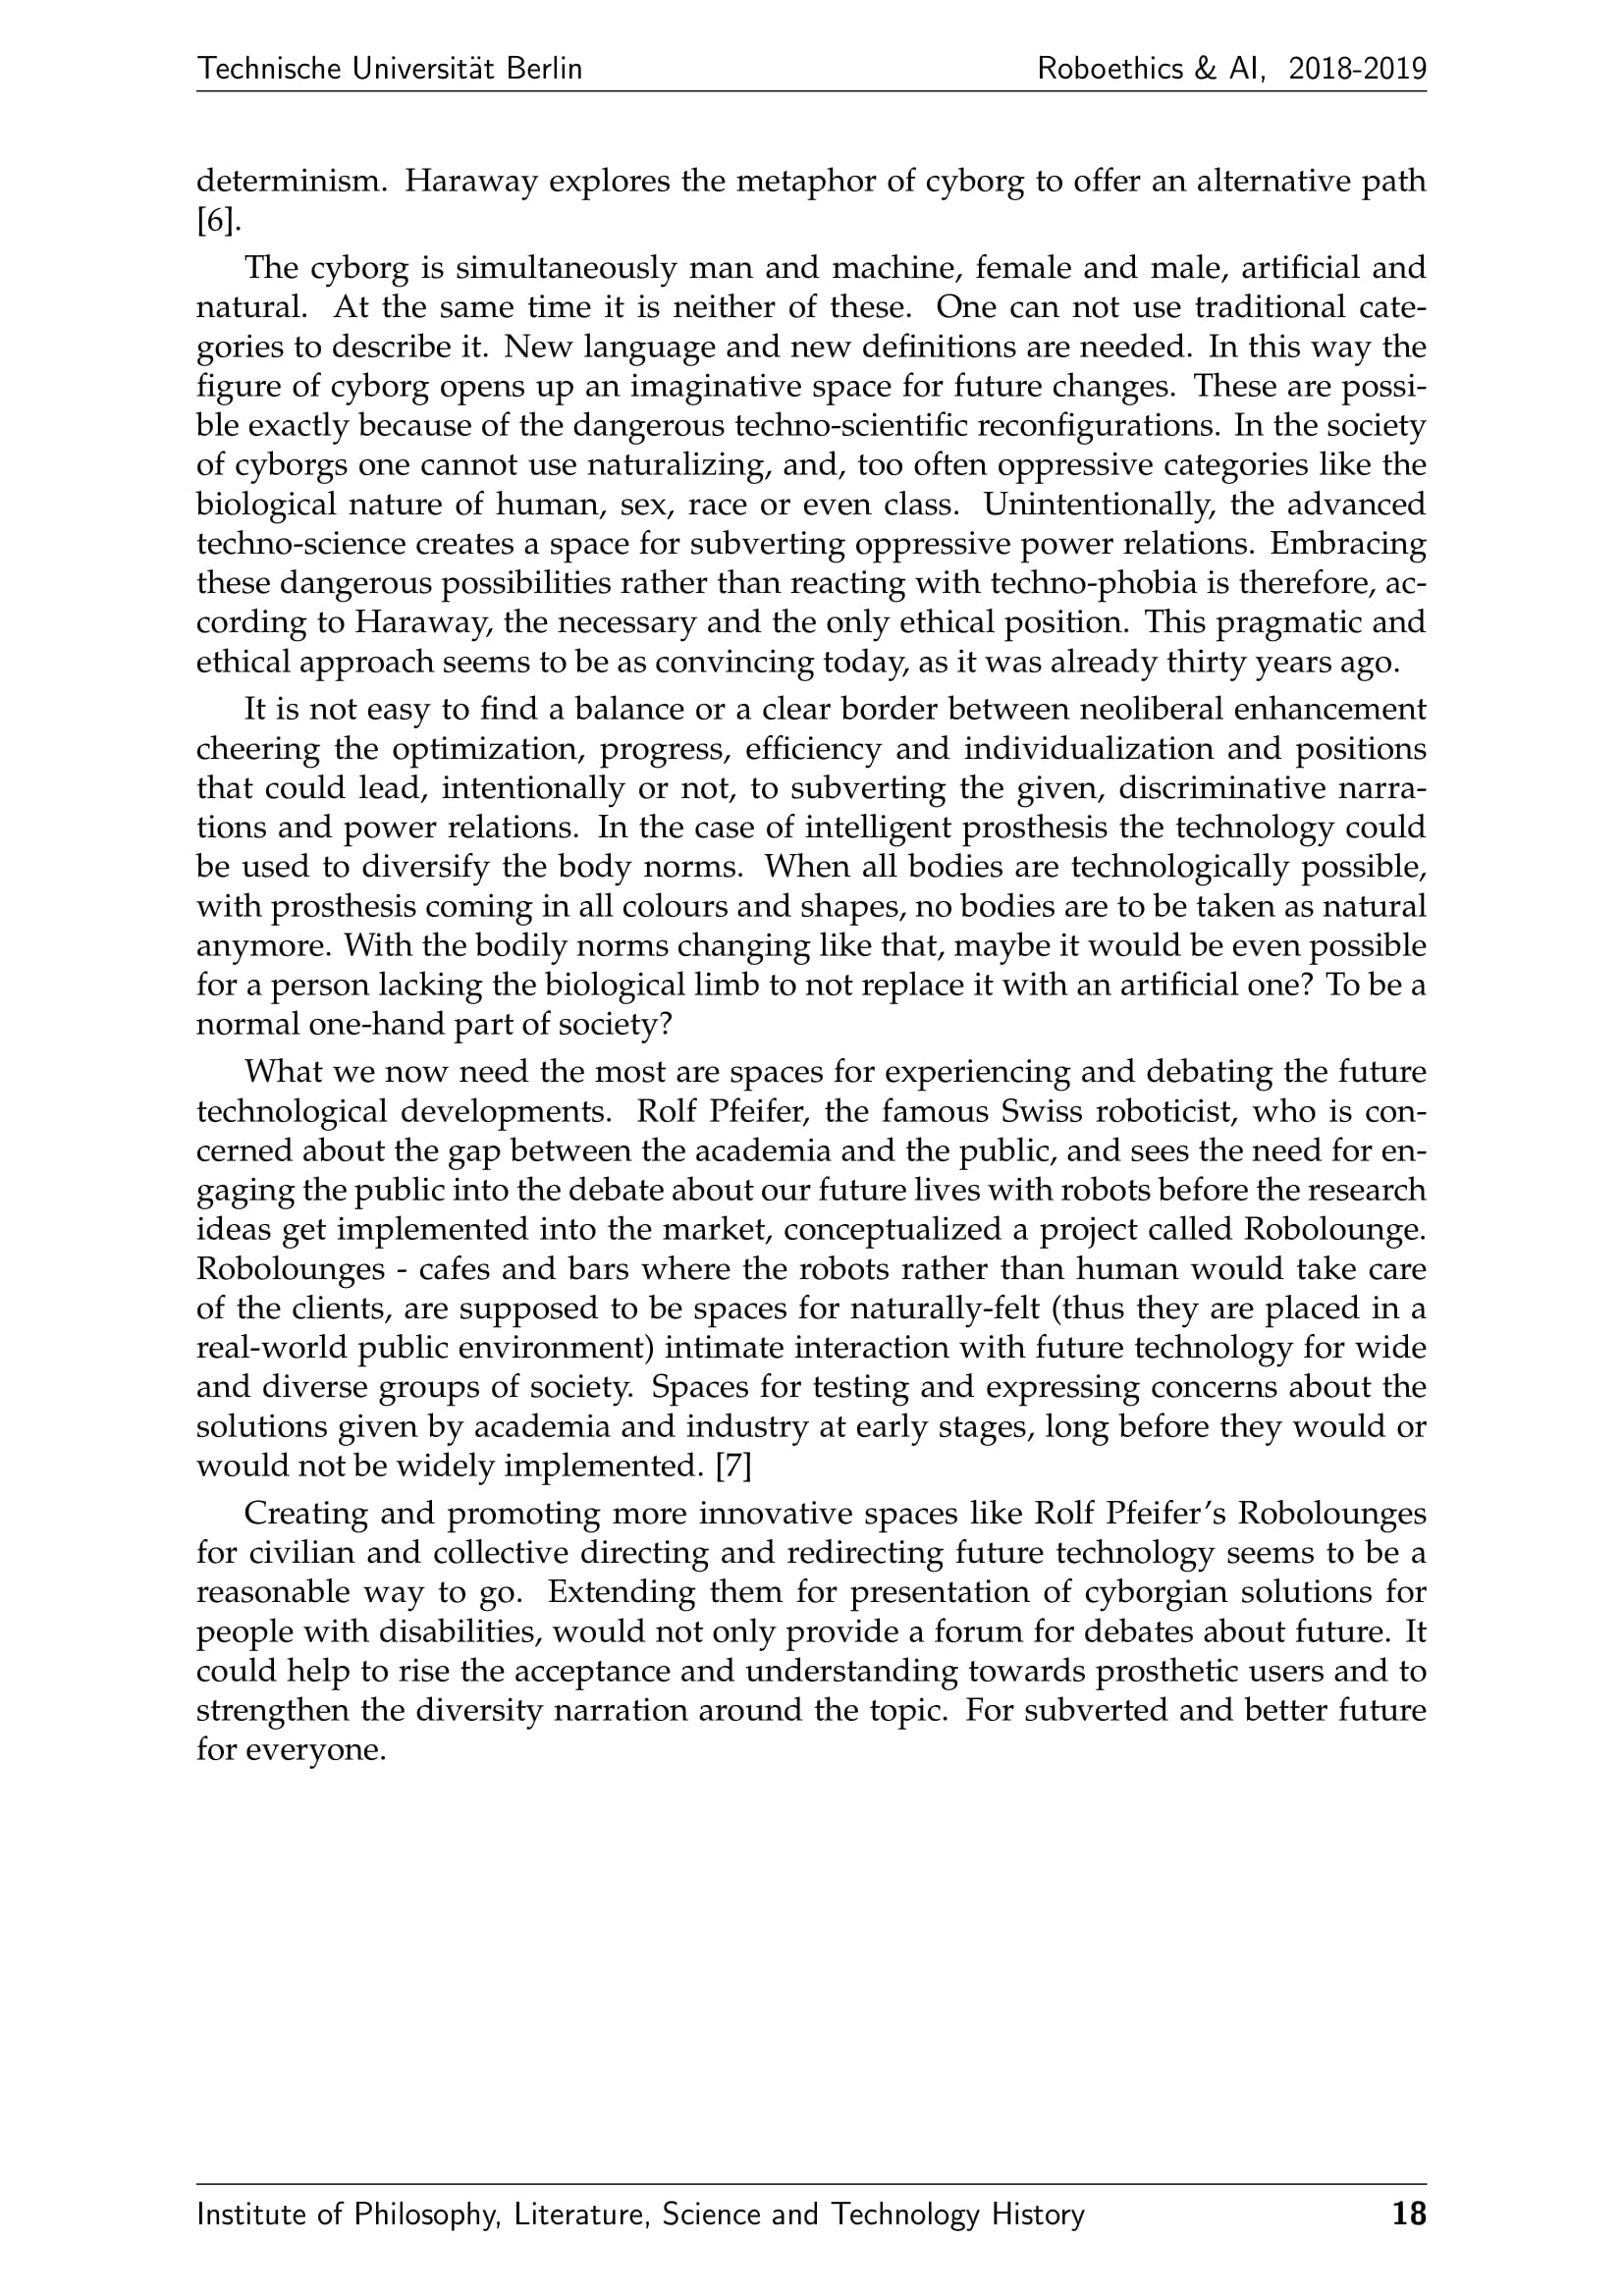 Technische Universität Berlin Roboethics & AI, 2018-2019
determinism. Haraway explores the metaphor of cyborg to offer an alternative path
[6].
The cyborg is simultaneously man and machine, female and male, artificial and
natural. At the same time it is neither of these. One can not use traditional cate-
gories to describe it. New language and new definitions are needed. In this way the
figure of cyborg opens up an imaginative space for future changes. These are possi-
ble exactly because of the dangerous techno-scientific reconfigurations. In the society
of cyborgs one cannot use naturalizing, and, too often oppressive categories like the
biological nature of human, sex, race or even class. Unintentionally, the advanced
techno-science creates a space for subverting oppressive power relations. Embracing
these dangerous possibilities rather than reacting with techno-phobia is therefore, ac-
cording to Haraway, the necessary and the only ethical position. This pragmatic and
ethical approach seems to be as convincing today, as it was already thirty years ago.
It is not easy to find a balance or a clear border between neoliberal enhancement
cheering the optimization, progress, efficiency and individualization and positions
that could lead, intentionally or not, to subverting the given, discriminative narra-
tions and power relations. In the case of intelligent prosthesis the technology could
be used to diversify the body norms. When all bodies are technologically possible,
with prosthesis coming in all colours and shapes, no bodies are to be taken as natural
anymore. With the bodily norms changing like that, maybe it would be even possible
for a person lacking the biological limb to not replace it with an artificial one? To be a
normal one-hand part of society?
What we now need the most are spaces for experiencing and debating the future
technological developments. Rolf Pfeifer, the famous Swiss roboticist, who is con-
cerned about the gap between the academia and the public, and sees the need for en-
gaging the public into the debate about our future lives with robots before the research
ideas get implemented into the market, conceptualized a project called Robolounge.
Robolounges - cafes and bars where the robots rather than human would take care
of the clients, are supposed to be spaces for naturally-felt (thus they are placed in a
real-world public environment) intimate interaction with future technology for wide
and diverse groups of society. Spaces for testing and expressing concerns about the
solutions given by academia and industry at early stages, long before they would or
would not be widely implemented. [7]
Creating and promoting more innovative spaces like Rolf Pfeifer's Robolounges
for civilian and collective directing and redirecting future technology seems to be a
reasonable way to go. Extending them for presentation of cyborgian solutions for
people with disabilities, would not only provide a forum for debates about future. It
could help to rise the acceptance and understanding towards prosthetic users and to
strengthen the diversity narration around the topic. For subverted and better future
for everyone.
Institute of Philosophy, Literature, Science and Technology History 18